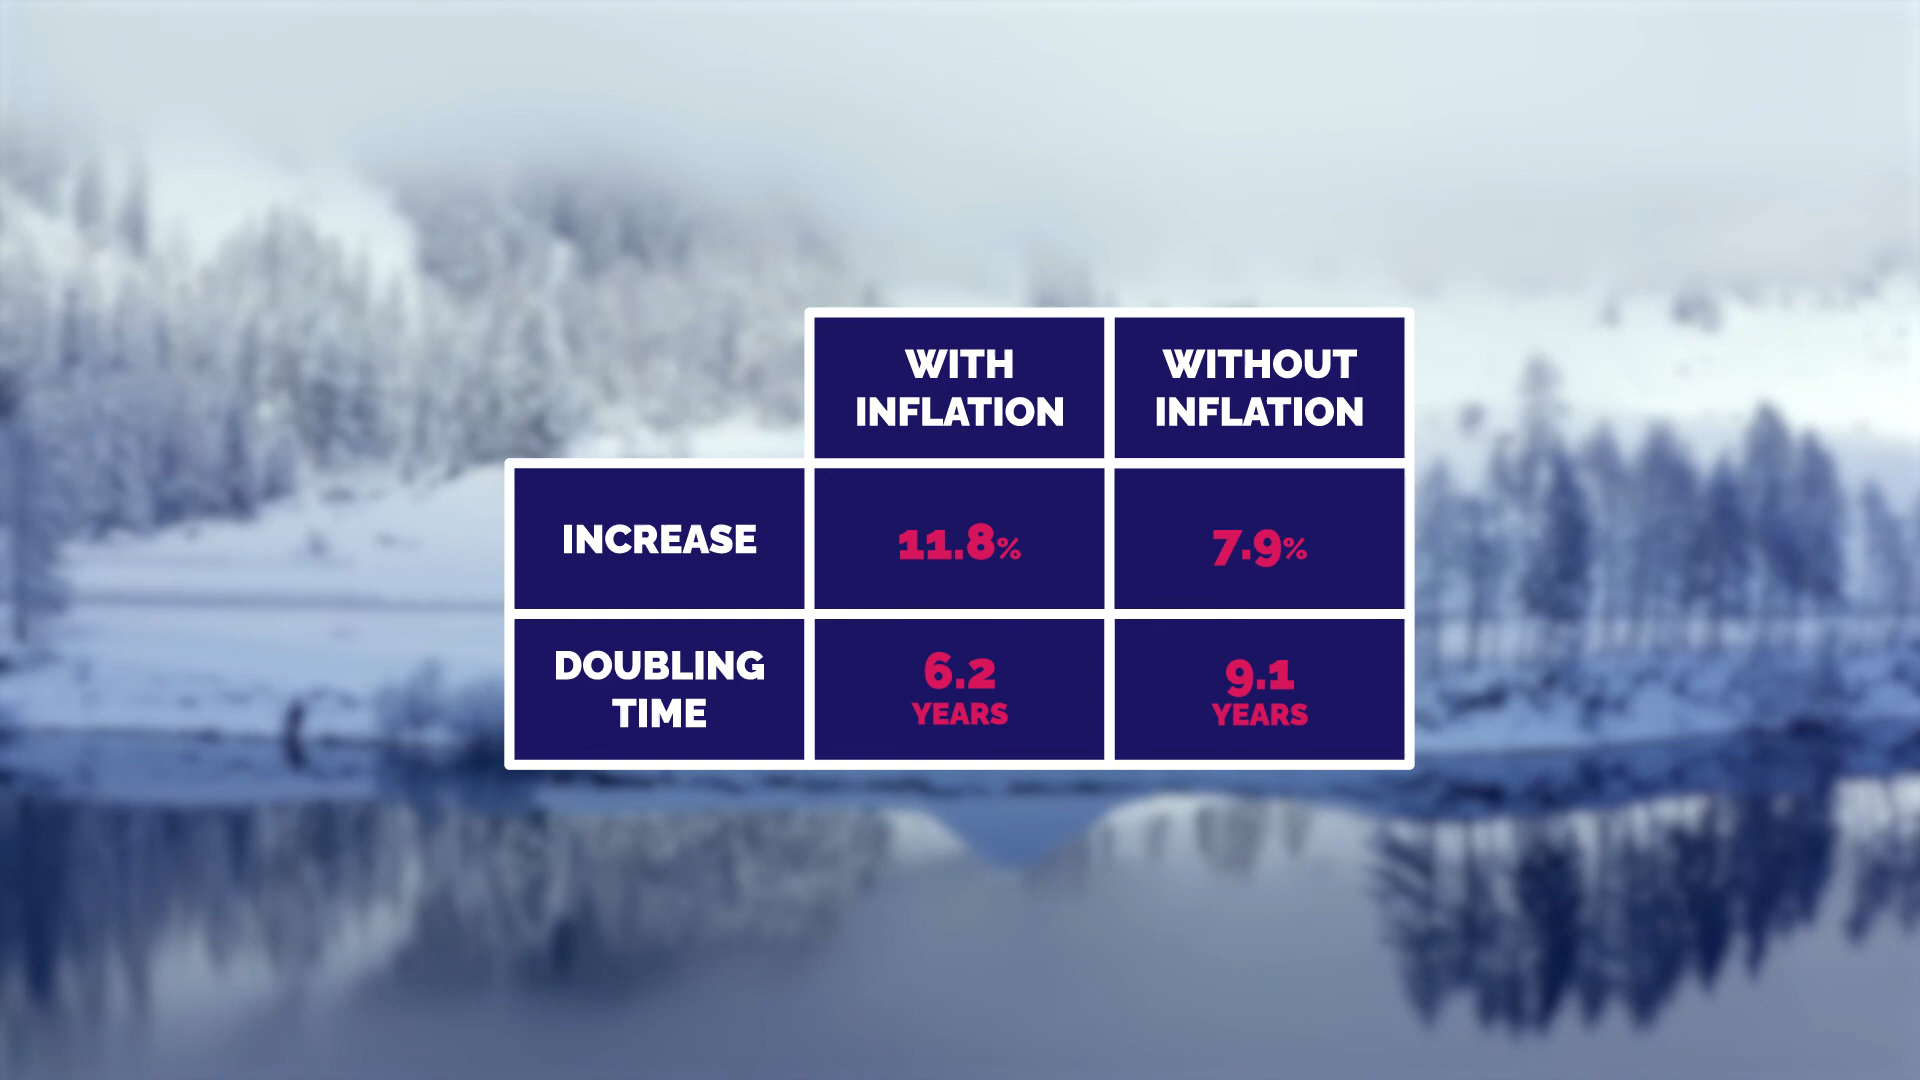 WITH
INFLATION
WITHOUT
INFLATION
INCREASE
11.8%
7.9%
DOUBLING
TIME
6.2
YEARS
9.1
YEARS